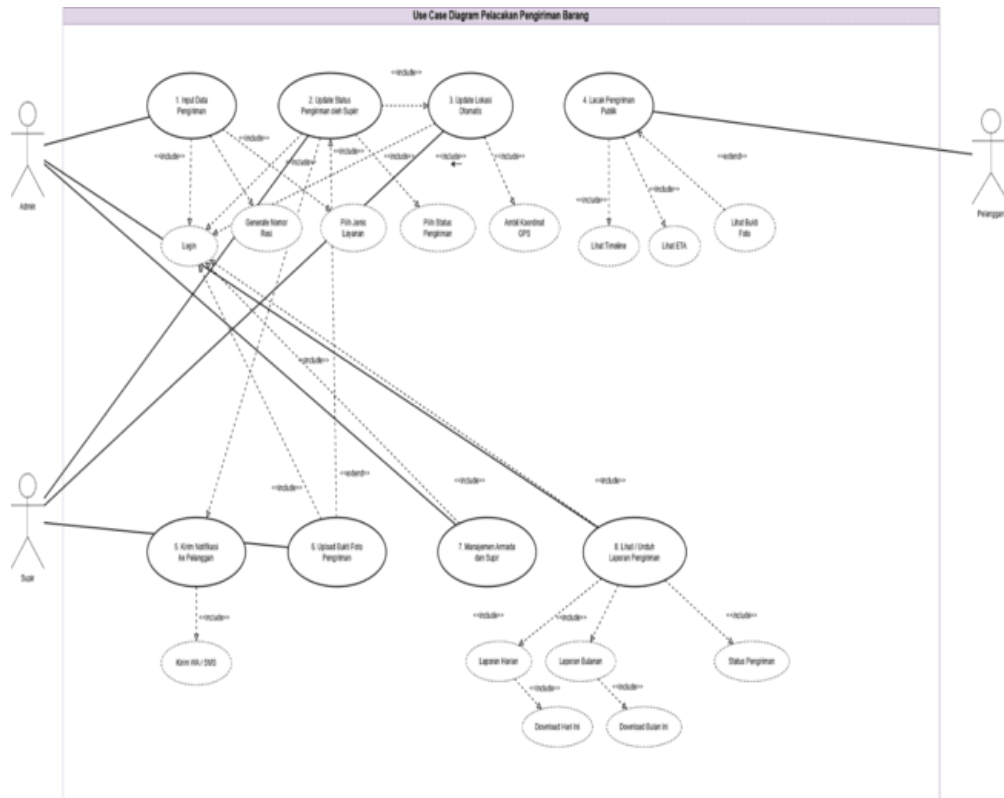 Use Case Diagram Pelacakan Pengiriman Barang
<<include>>
1. Input Data
Pengiriman
2. Update Status
Pengiriman oleh Supir
3. Update Lokasi
Otomatis
4. Lacak Pengiriman
Publik
Admin
Pelanggan
<<include>>
<<include>>
<<include>>
<<include>>
<<include>>
<<include>>
<<extend>>
<<include>>
<<include>>
Login
Generate Nomor
Resi
Pilih Jenis
Layanan
Pilih Status
Pengiriman
Ambil Koordinat
GPS
Lihat Timeline
Lihat ETA
Lihat Bukti
Foto
<<include>>
<<include>>
<<extend>>
<<include>>
<<include>>
Supir
5. Kirim Notifikasi
ke Pelanggan
6. Upload Bukti Foto
Pengiriman
7. Manajemen Armada
dan Supir
8. Lihat / Unduh
Laporan Pengiriman
<<include>>
<<include>>
<<include>>
<<include>>
Kirim WA / SMS
Laporan Harian
Laporan Bulanan
Status Pengiriman
<<include>>
<<include>>
Download Hari Ini
Download Bulan Ini